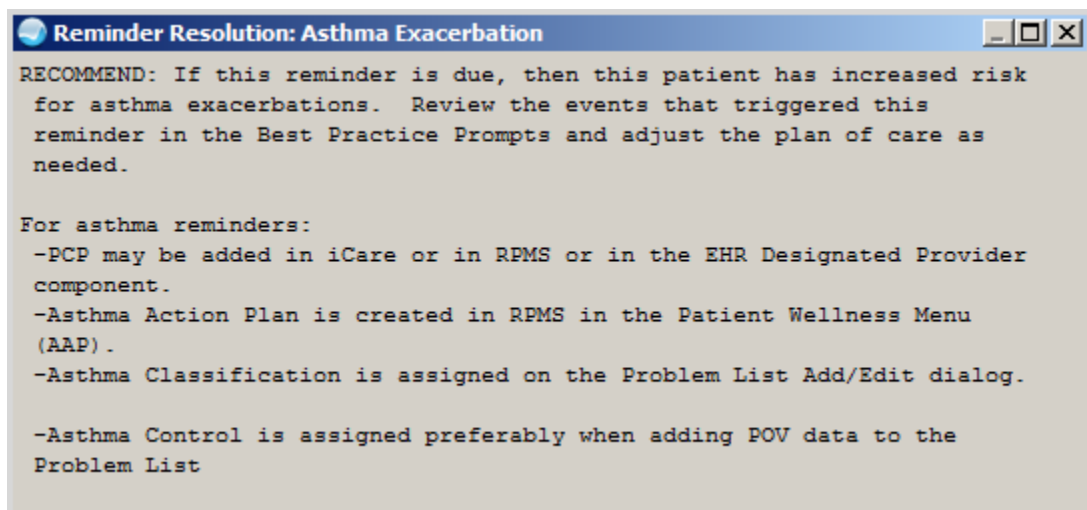 Reminder Resolution: Asthma Exacerbation
RECOMMEND: If this reminder is due, then this patient has increased risk
for asthma exacerbations.  Review the events that triggered this
reminder in the Best Practice Prompts and adjust the plan of care as
needed.
For asthma reminders:
-PCP may be added in iCare or in RPMS or in the EHR Designated Provider
component.
-Asthma Action Plan is created in RPMS in the Patient Wellness Menu
(AAP).
-Asthma Classification is assigned on the Problem List Add/Edit dialog.
-Asthma Control is assigned preferably when adding POV data to the
Problem List